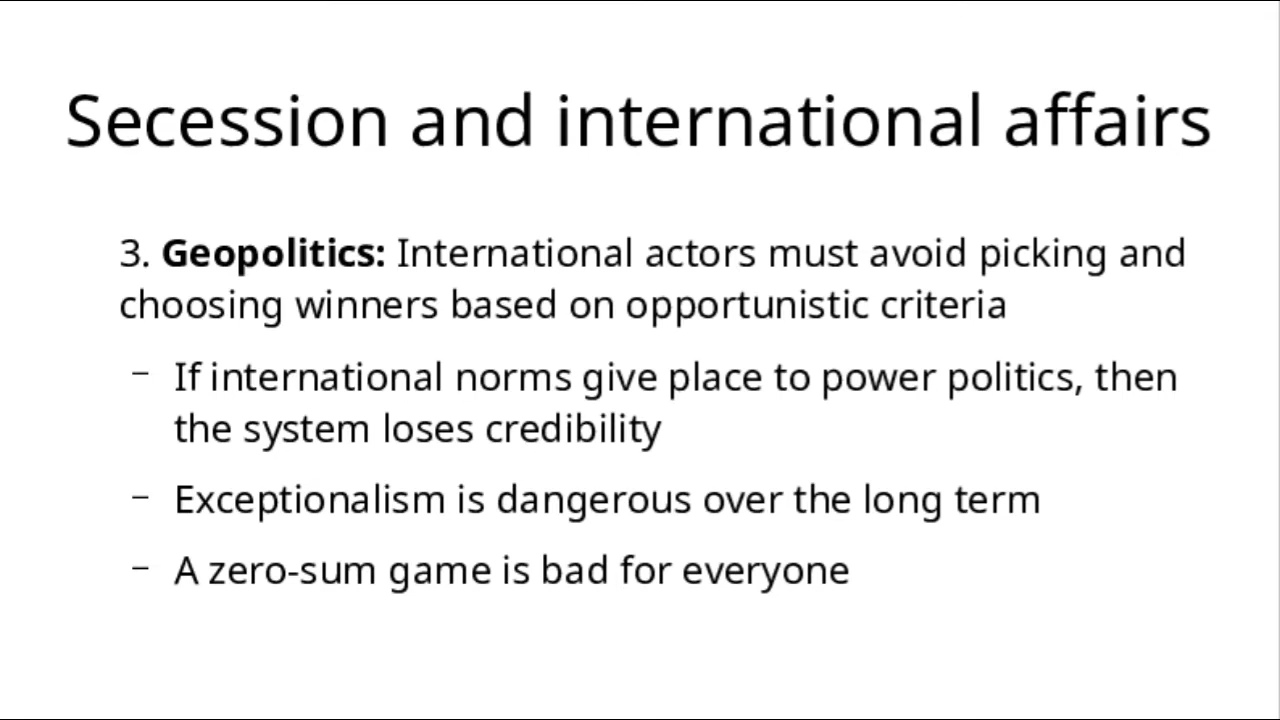 Secession and international affairs
3. Geopolitics: International actors must avoid picking and
choosing winners based on opportunistic criteria
– If international norms give place to power politics, then
the system loses credibility
– Exceptionalism is dangerous over the long term
– A zero-sum game is bad for everyone